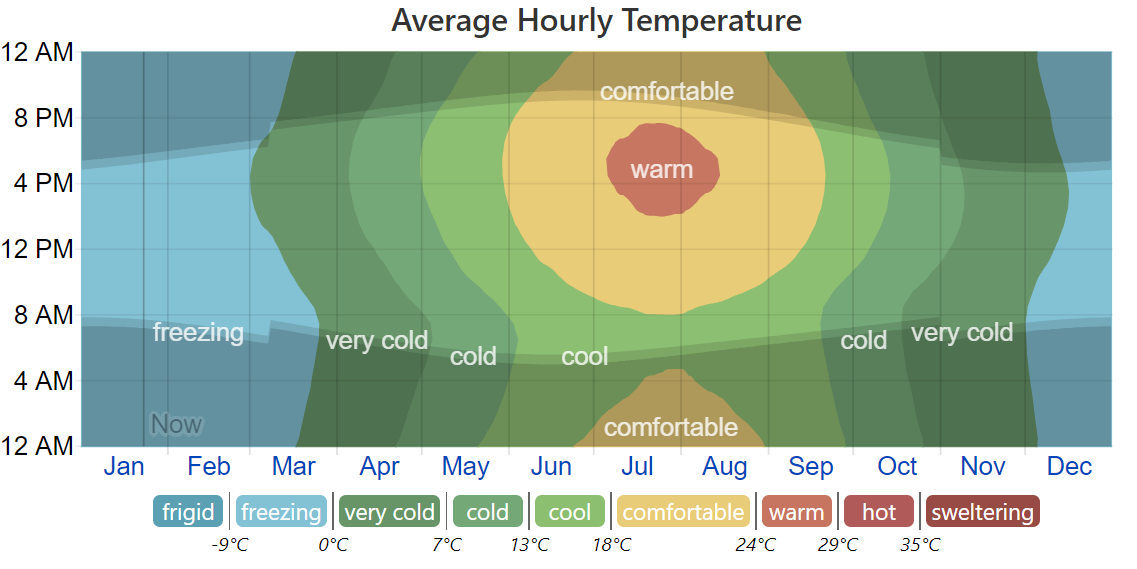 Average Hourly Temperature
12 AM
comfortable
8 PM
warm
4 PM
12 PM
8 AM
freezing
very cold
cold
cool
cold
very cold
4 AM
Now
comfortable
12 AM
Jan Feb Mar Apr May Jun Jul Aug Sep Oct Nov Dec
frigid freezing very cold cold cool comfortable warm hot sweltering
-9°C 0°C 7°C 13°C 18°C 24°C 29°C 35°C